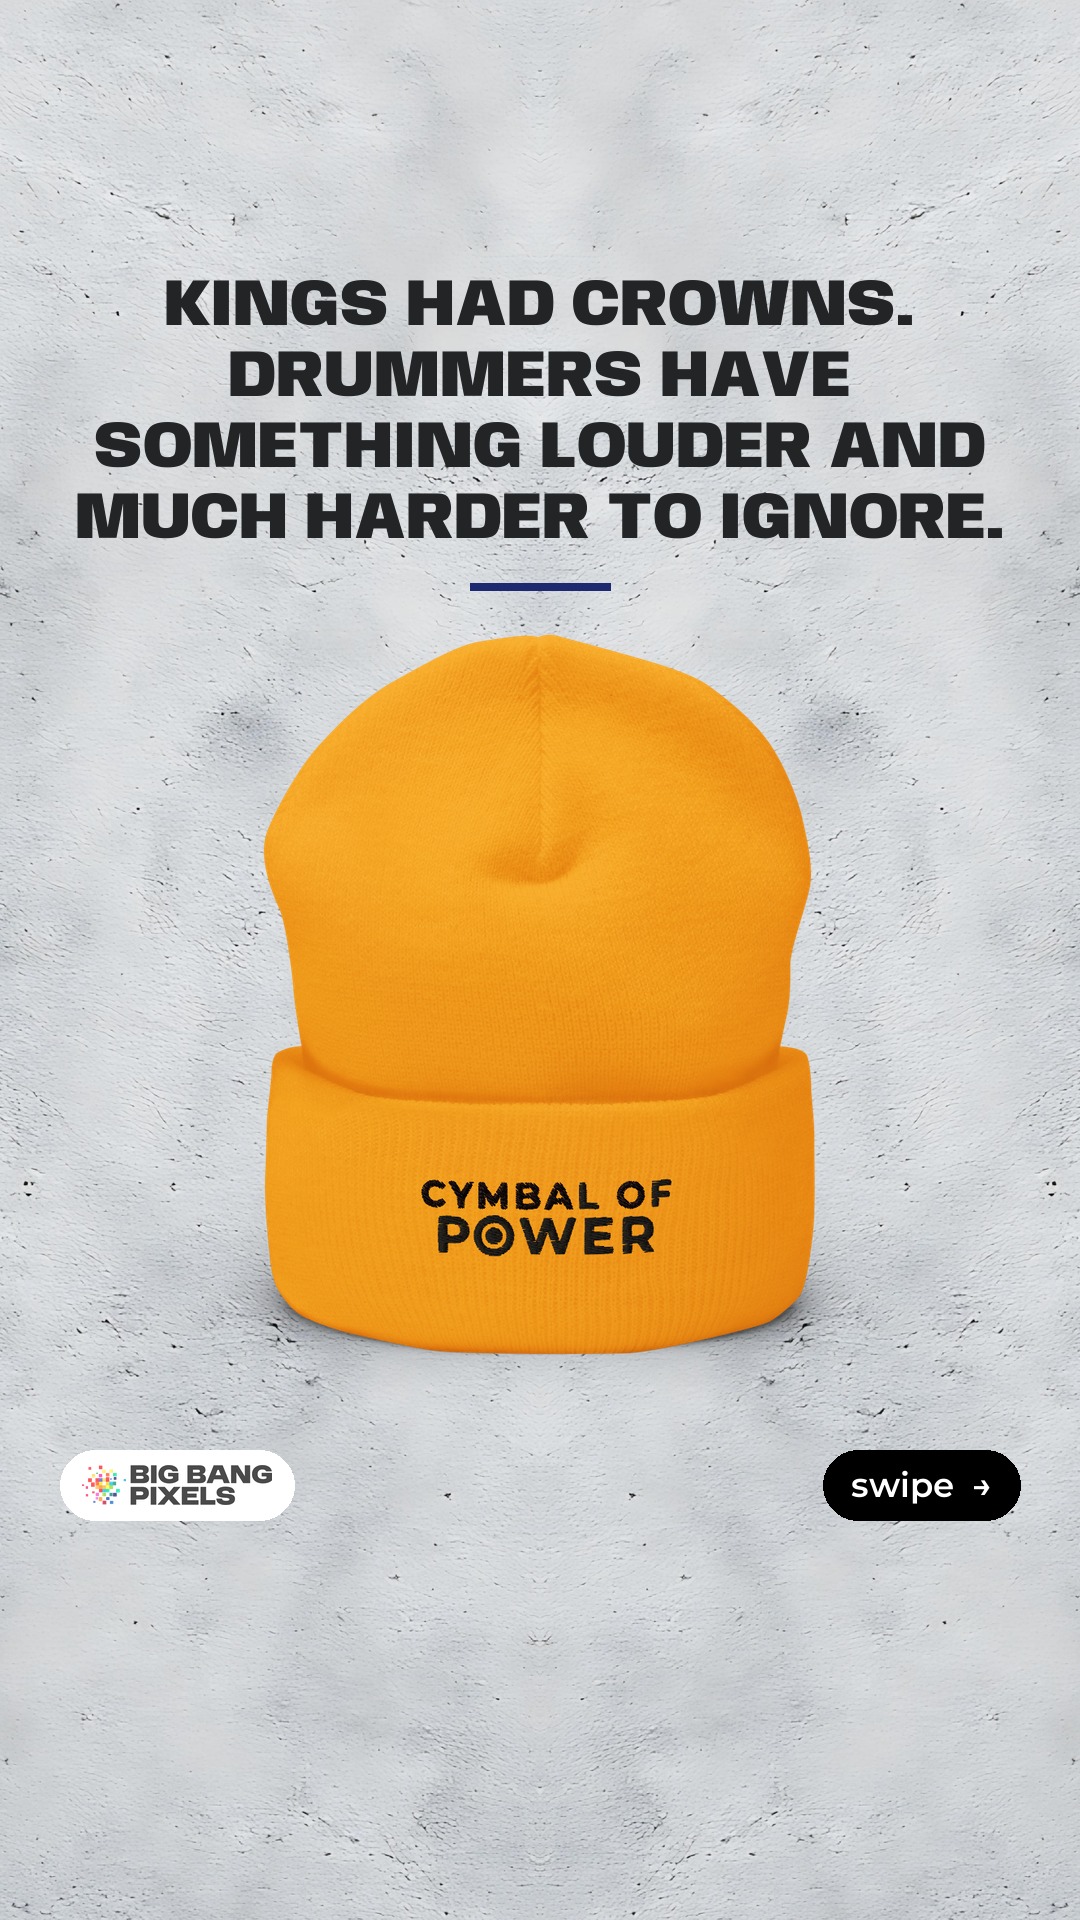 KINGS HAD CROWNS.
DRUMMERS HAVE
SOMETHING LOUDER AND
MUCH HARDER TO IGNORE.
CYMBAL OF
POWER
BIG BANG
PIXELS
swipe →